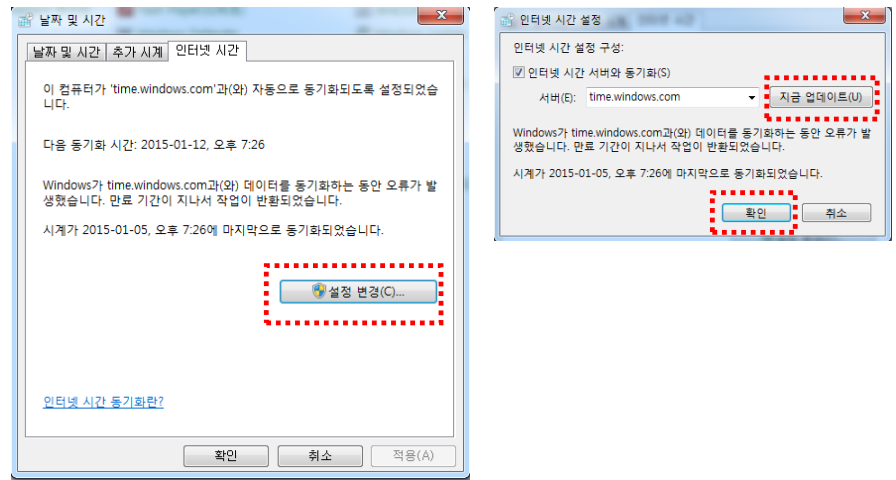 날짜 및 시간
날짜 및 시간 추가 시계 인터넷 시간
이 컴퓨터가 'time.windows.com'과(와) 자동으로 동기화되도록 설정되었습
니다.
다음 동기화 시간: 2015-01-12, 오후 7:26
Windows가 time.windows.com과(와) 데이터를 동기화하는 동안 오류가 발
생했습니다. 만료 기간이 지나서 작업이 반환되었습니다.
시계가 2015-01-05, 오후 7:26에 마지막으로 동기화되었습니다.
설정 변경(C)...
인터넷 시간 동기화란?
확인 취소 적용(A)
인터넷 시간 설정
인터넷 시간 설정 구성:
인터넷 시간 서버와 동기화(S)
서버(E): time.windows.com 지금 업데이트(U)
Windows가 time.windows.com과(와) 데이터를 동기화하는 동안 오류가 발
생했습니다. 만료 기간이 지나서 작업이 반환되었습니다.
시계가 2015-01-05, 오후 7:26에 마지막으로 동기화되었습니다.
확인 취소